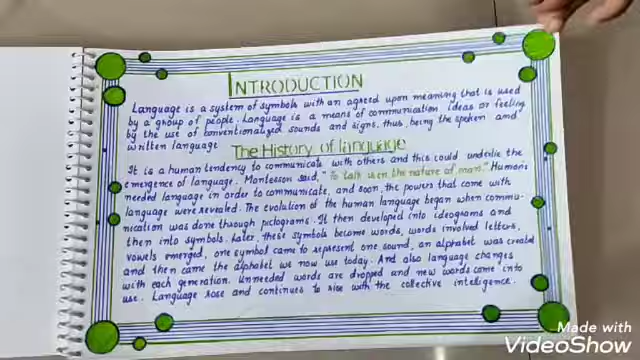 INTRODUCTION
Language is a system of symbols with an agreed upon meaning that is used
by a group of people. Language is a means of communication ideas or feeling
by the use of conventionalized sounds and signs, thus, being the spoken and
written language
The History of language
It is a human tendency to communicate with others and this could underlie the
emergence of language. Montessori said, "To talk is in the nature of man." Humans
needed language in order to communicate, and soon, the powers that come with
language were revealed. The evolution of the human language began when commu-
nication was done through pictograms. It then developed into ideograms and
then into symbols. Later, these symbols become words, words involved letters,
vowels emerged, one symbol came to represent one sound, an alphabet was created
and then came the alphabet we now use today. And also language changes
with each generation. Unneeded words are dropped and new words come into
use. Language rose and continues to rise with the collective intelligence.
Made with
VideoShow